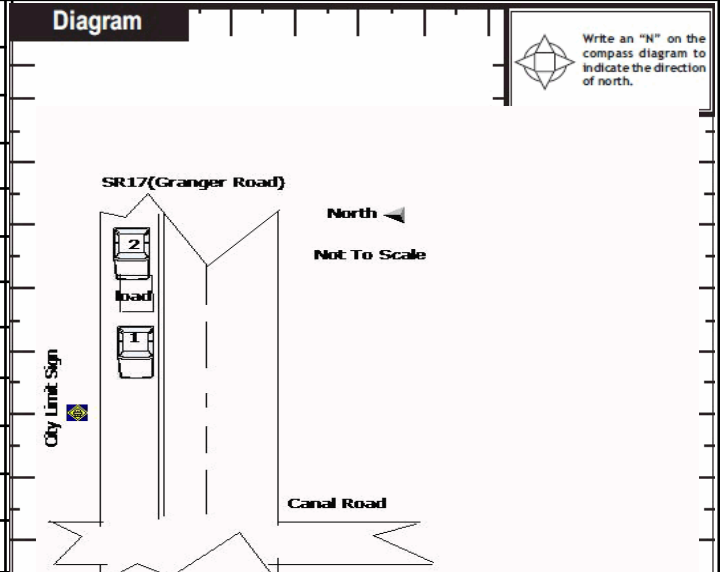 Diagram
Write an “N” on the
compass diagram to
indicate the direction
of north.
SR17(Granger Road)
North
Not To Scale
2
load
1
City Limit Sign
Canal Road